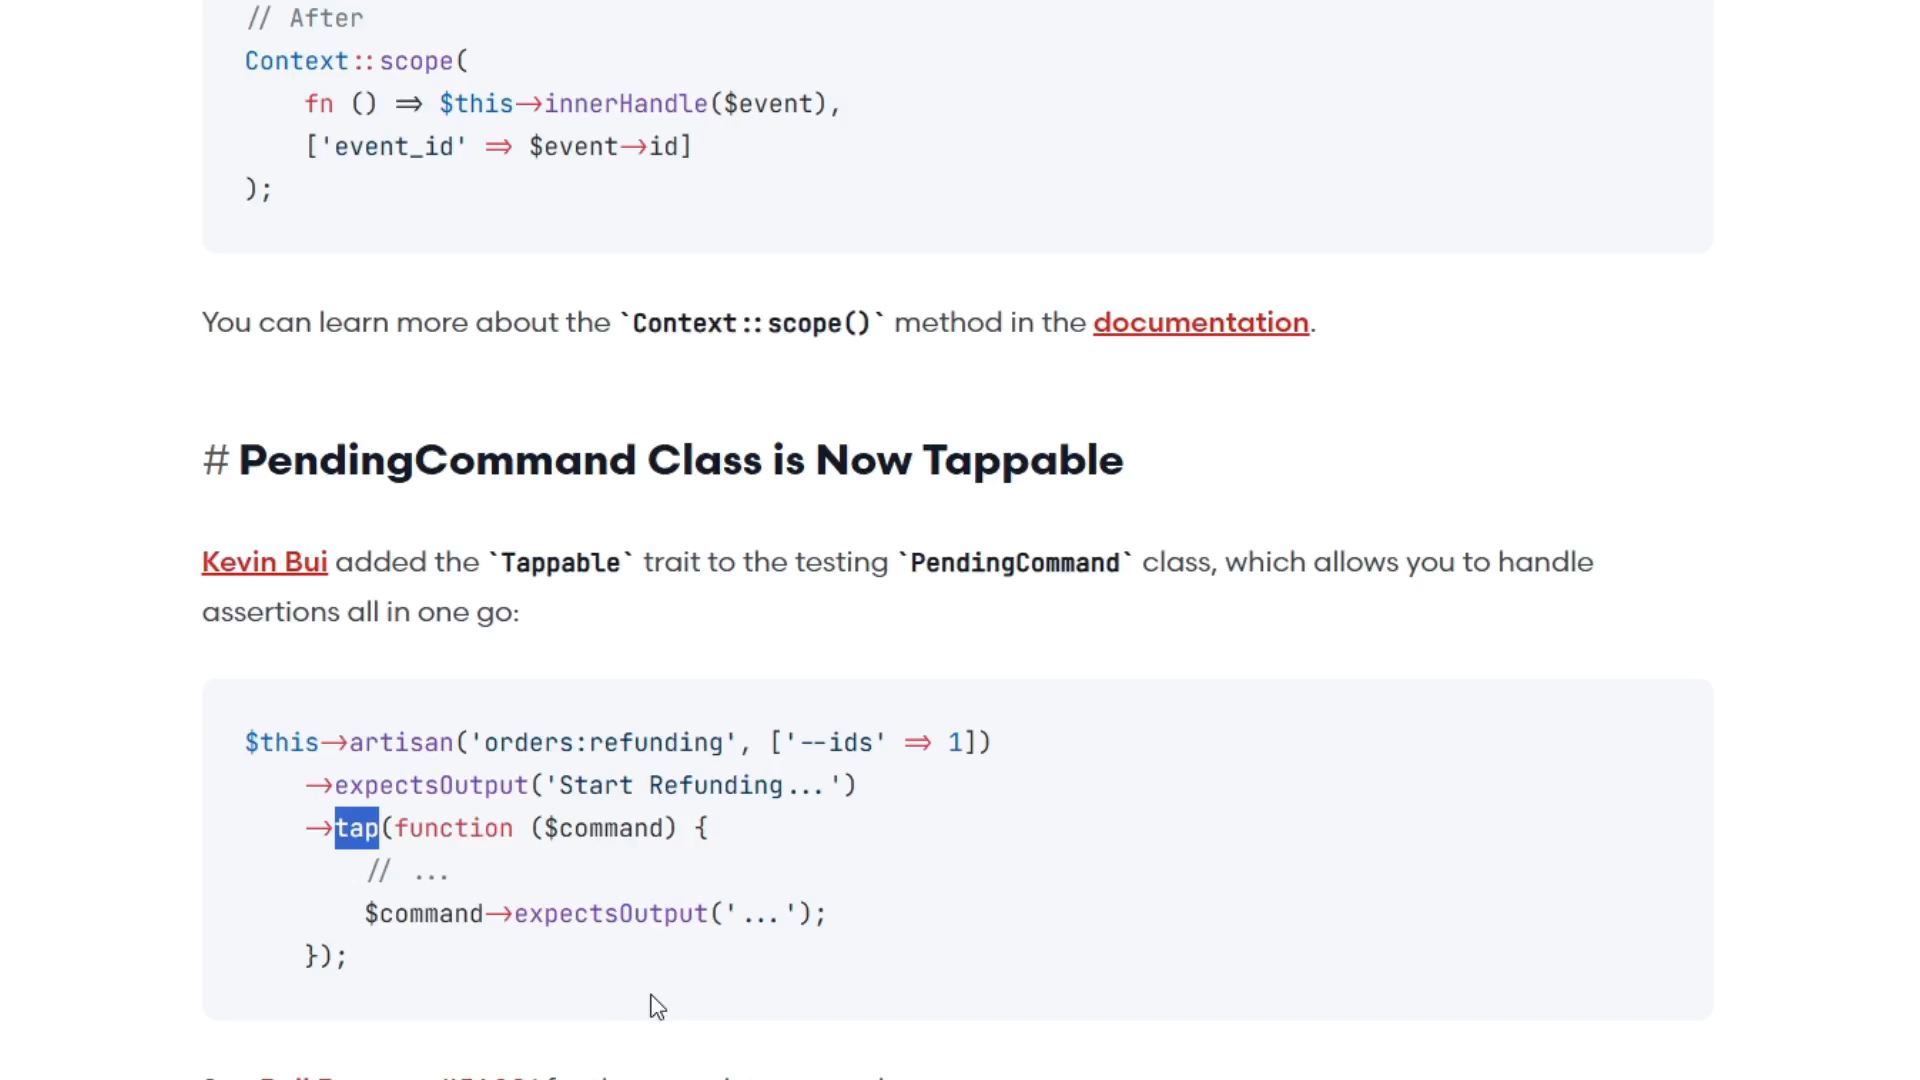 // After
Context::scope(
    fn () => $this->innerHandle($event),
    ['event_id' => $event->id]
);
You can learn more about the `Context::scope()` method in the documentation.
# PendingCommand Class is Now Tappable
Kevin Bui added the `Tappable` trait to the testing `PendingCommand` class, which allows you to handle
assertions all in one go:
$this->artisan('orders:refunding', ['--ids' => 1])
    ->expectsOutput('Start Refunding...')
    ->tap(function ($command) {
        // ...
        $command->expectsOutput('...');
    });